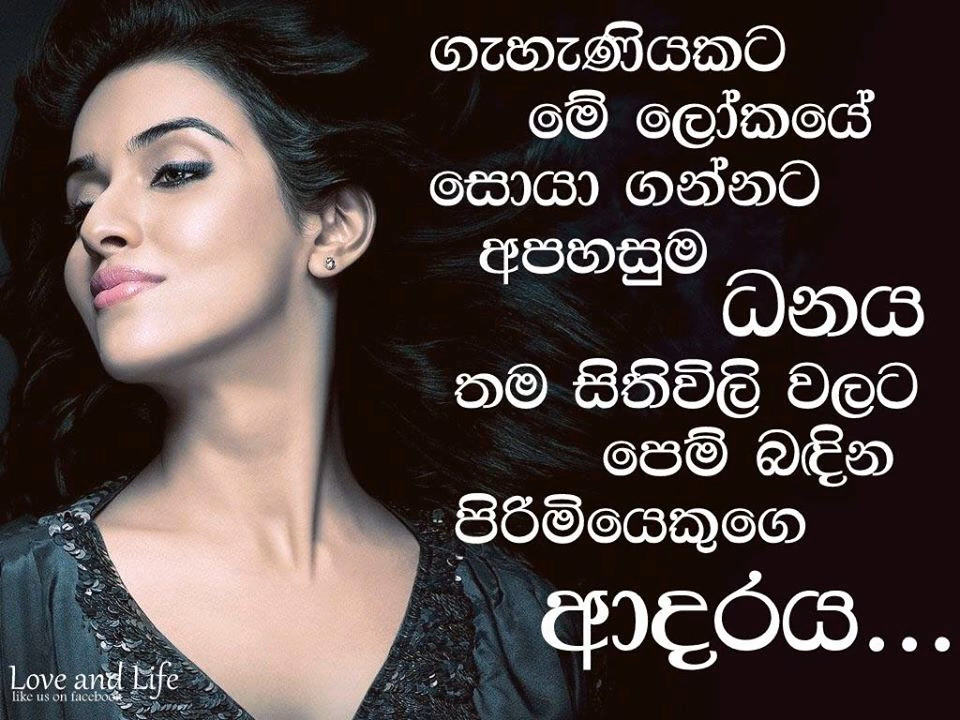 ගැහැණියකට
මේ ලෝකයේ
සොයා ගන්නට
අපහසුම
ධනය
තම සිතිවිලි වලට
පෙම් බඳින
පිරිමියෙකුගෙ
ආදරය...
Love and Life
like us on facebook